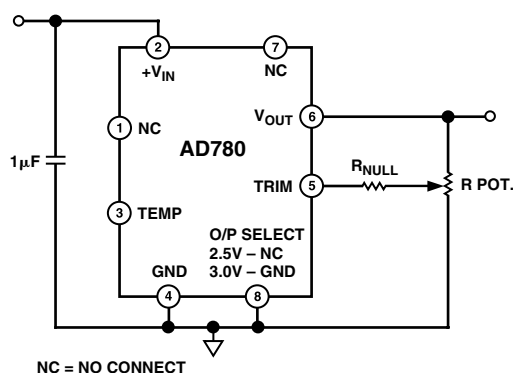 2
7
+VIN
NC
1 NC
VOUT 6
AD780
1μF
RNULL
TRIM 5
R POT.
3 TEMP
O/P SELECT
2.5V – NC
3.0V – GND
GND
4
8
NC = NO CONNECT